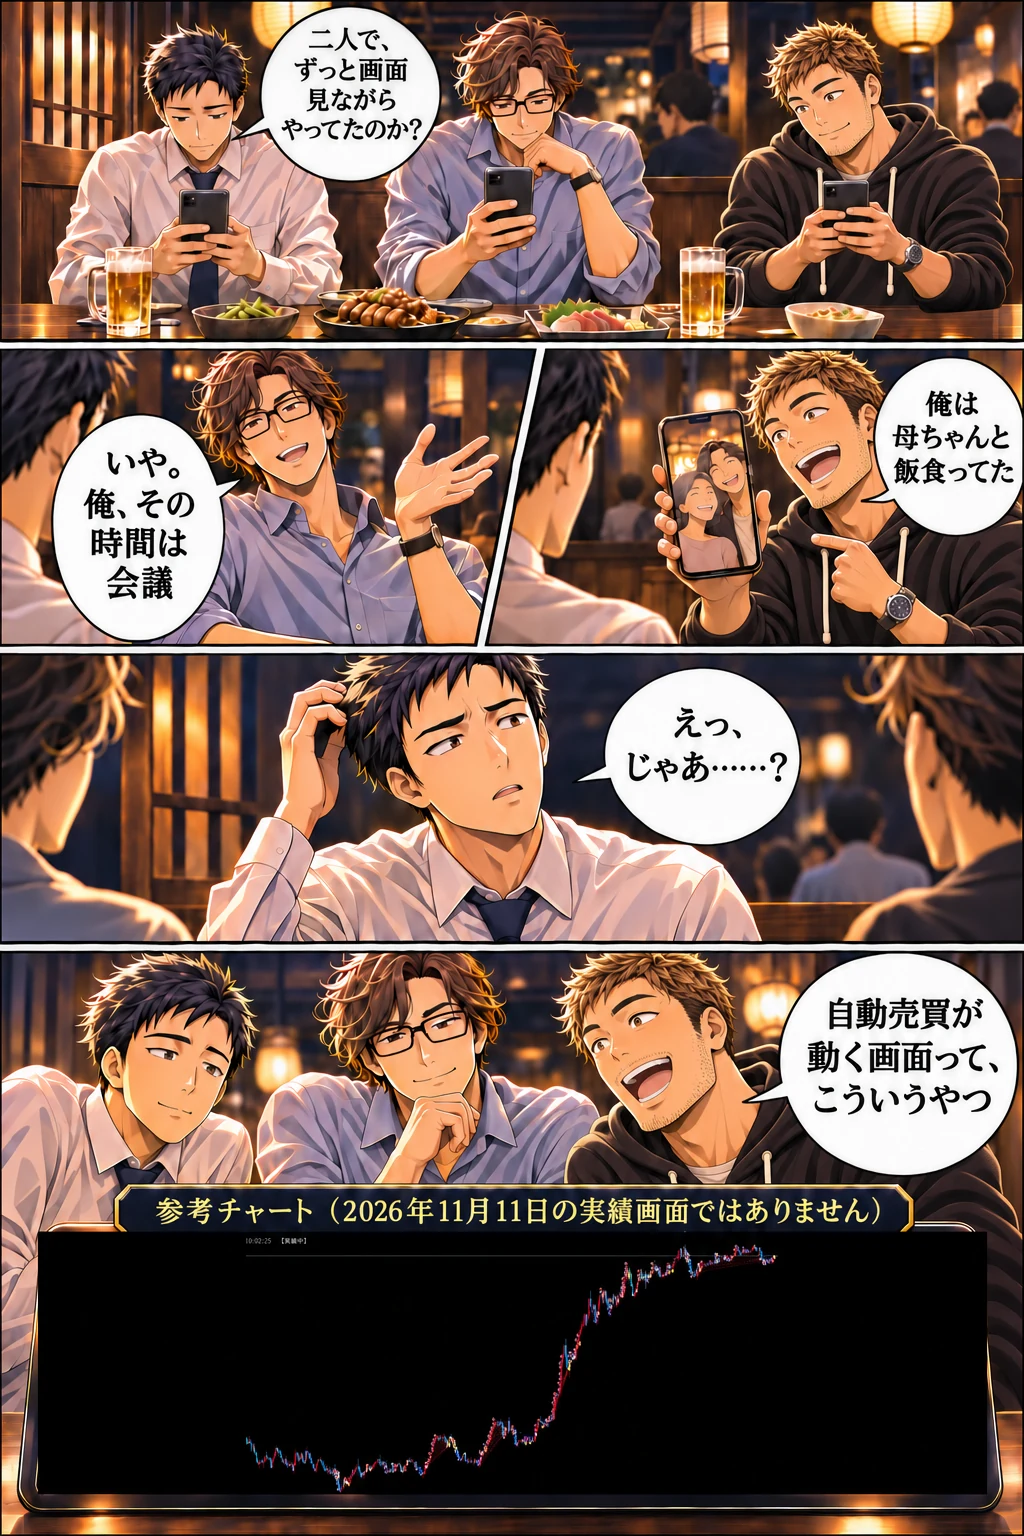 二人で、
ずっと画面
見ながら
やってたのか?
いや。
俺、その
時間は
会議
俺は
母ちゃんと
飯食ってた
えっ、
じゃあ……?
自動売買が
動く画面って、
こういうやつ
参考チャート（2026年11月11日の実績画面ではありません）
10:02:25